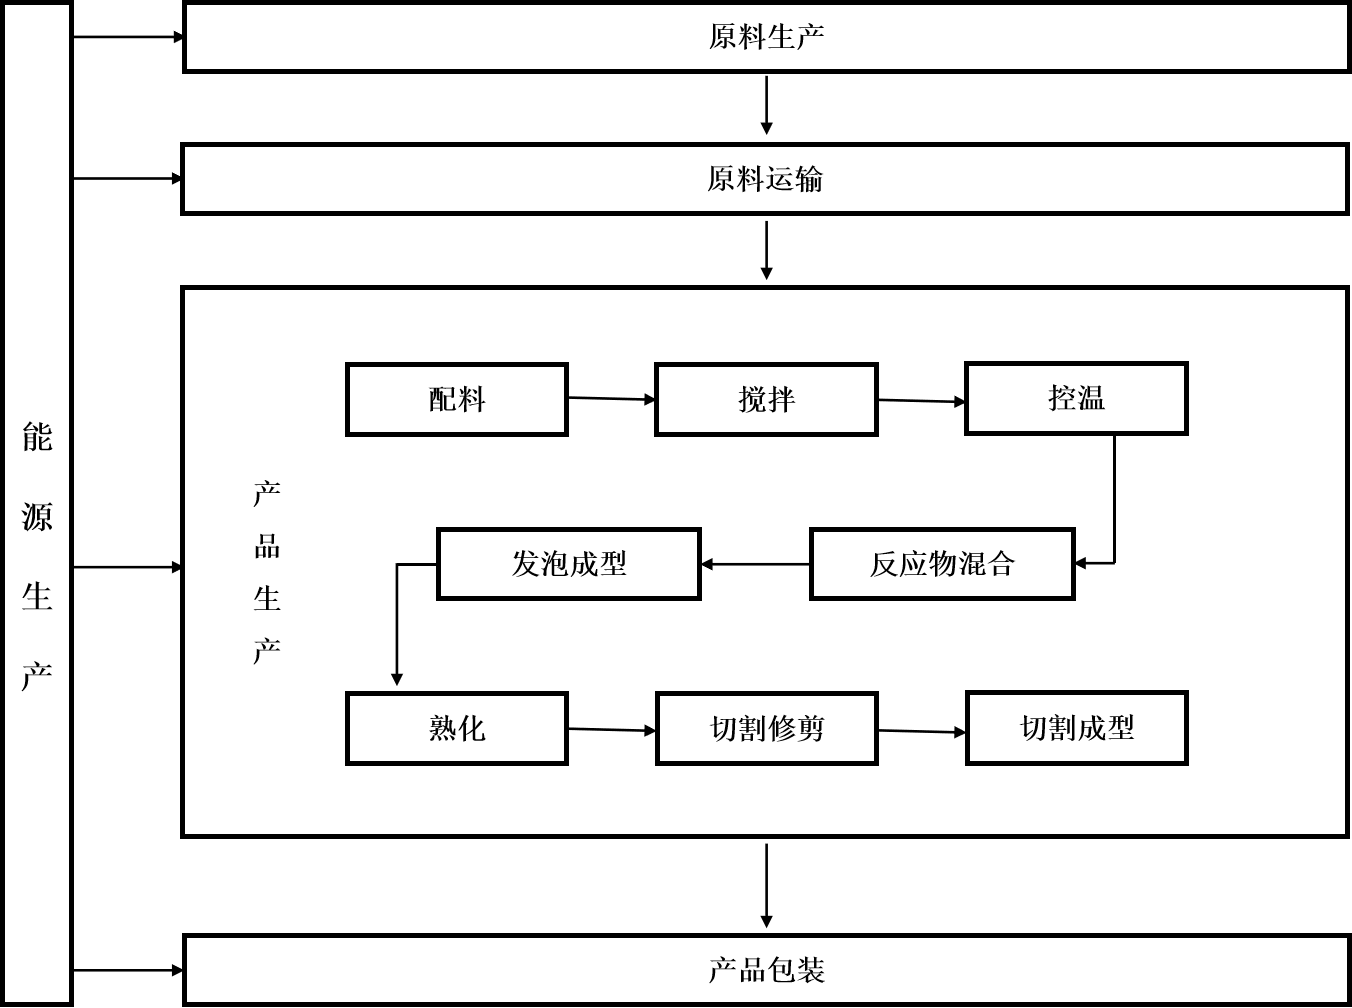 原料生产
原料运输
能源生产
产品生产
配料
搅拌
控温
发泡成型
反应物混合
熟化
切割修剪
切割成型
产品包装